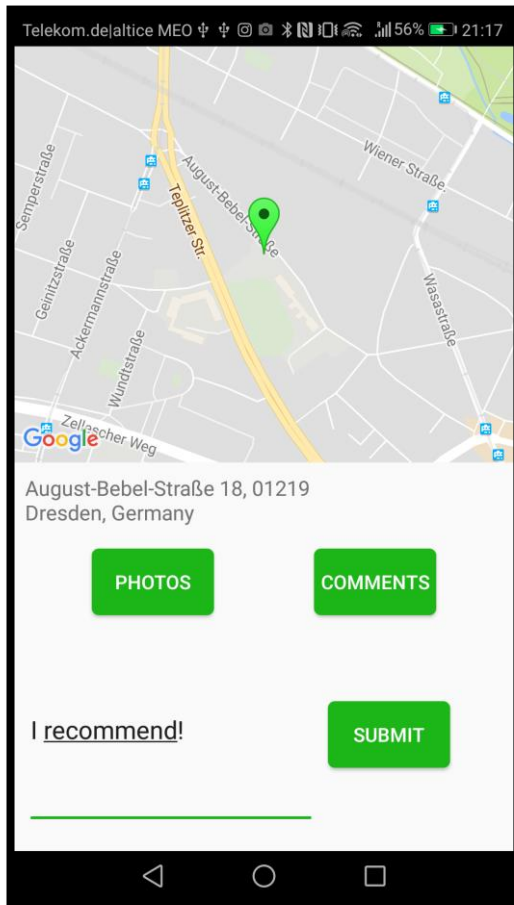 Telekom.de|altice MEO 56% 21:17
Wiener Straße.
August-Bebel-Straße
Semperstraße
Teplitzer Str.
Geinitzstraße
Ackermannstraße
Wasastraße
Wundtstraße
Zellescher Weg
Google
August-Bebel-Straße 18, 01219
Dresden, Germany
PHOTOS COMMENTS
I recommend! SUBMIT